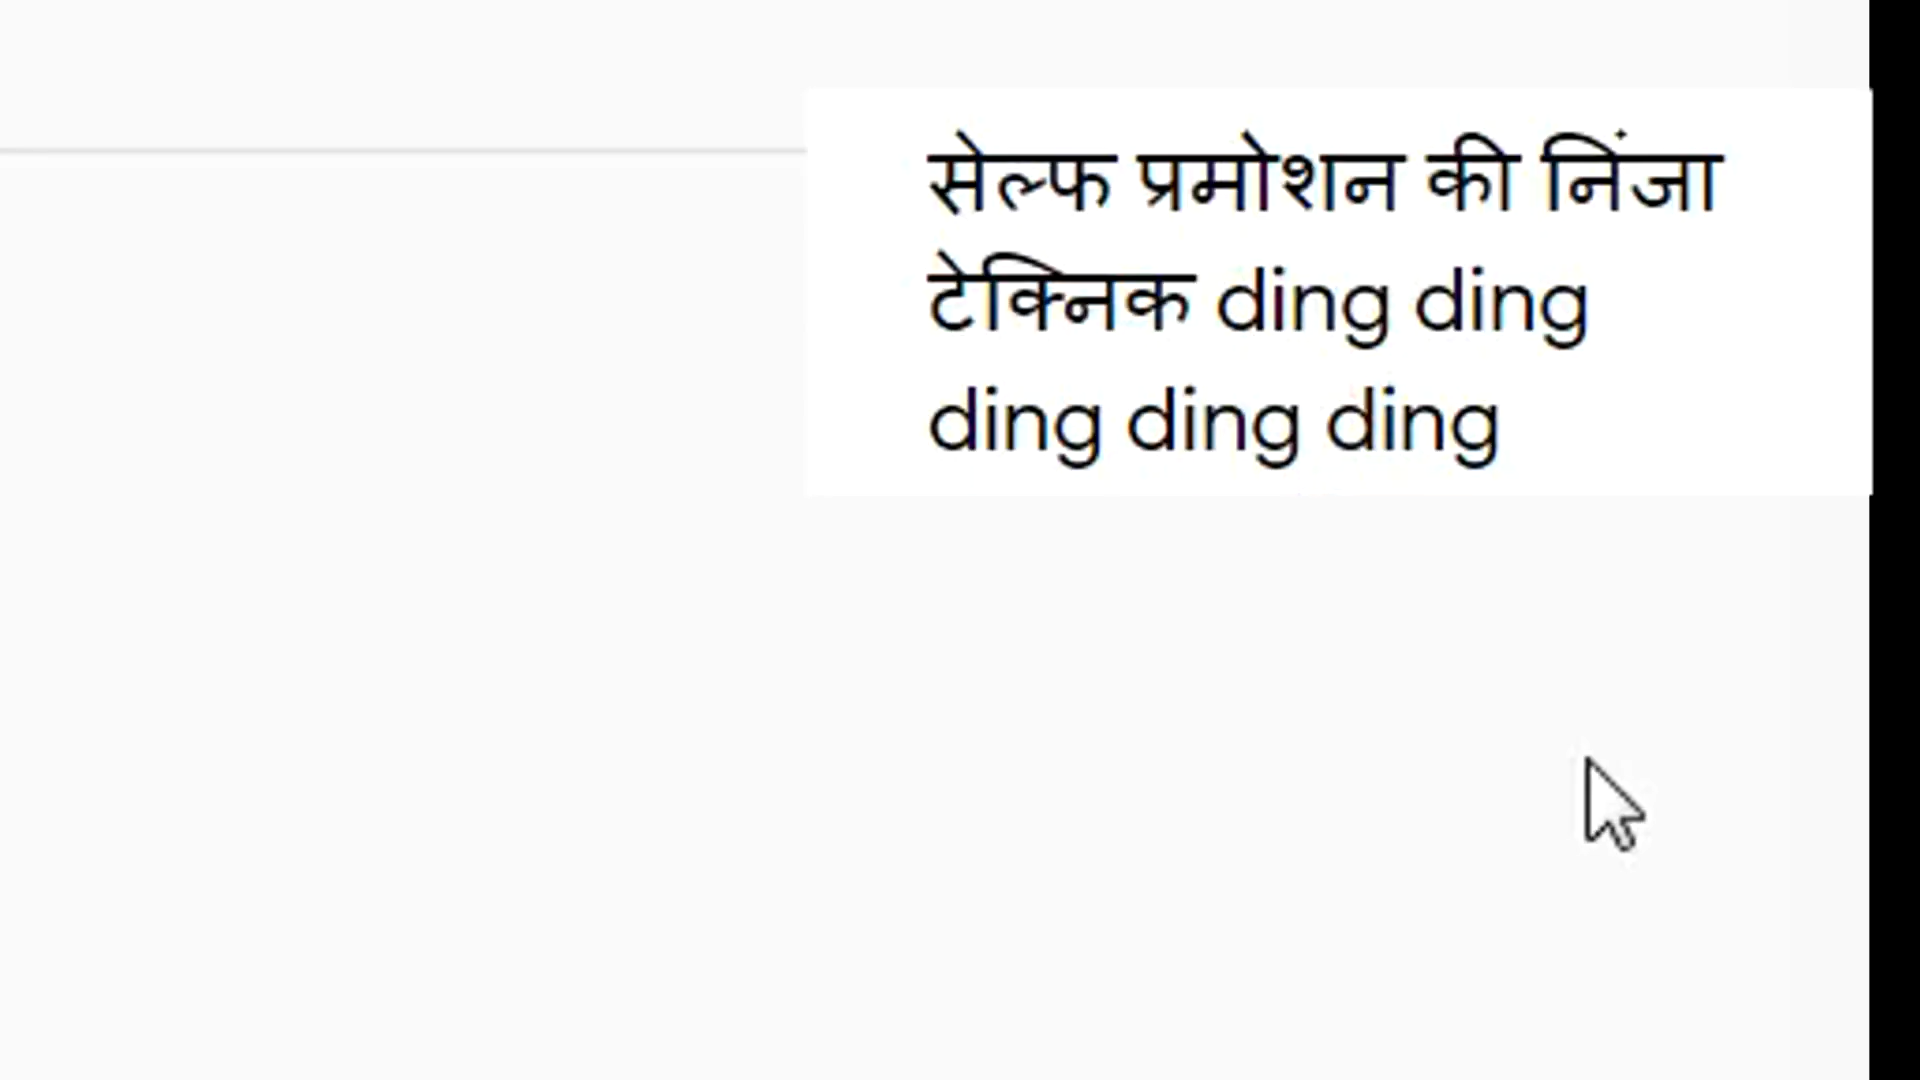 सेल्फ प्रमोशन की निंजा
टेक्निक ding ding
ding ding ding